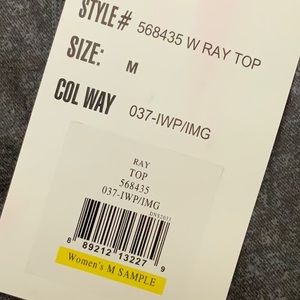 STYLE# 568435 W RAY TOP
SIZE: M
COL WAY 037-IWP/IMG
RAY
TOP
568435
037-IWP/IMG
8 89212 13227 9
Women's M SAMPLE